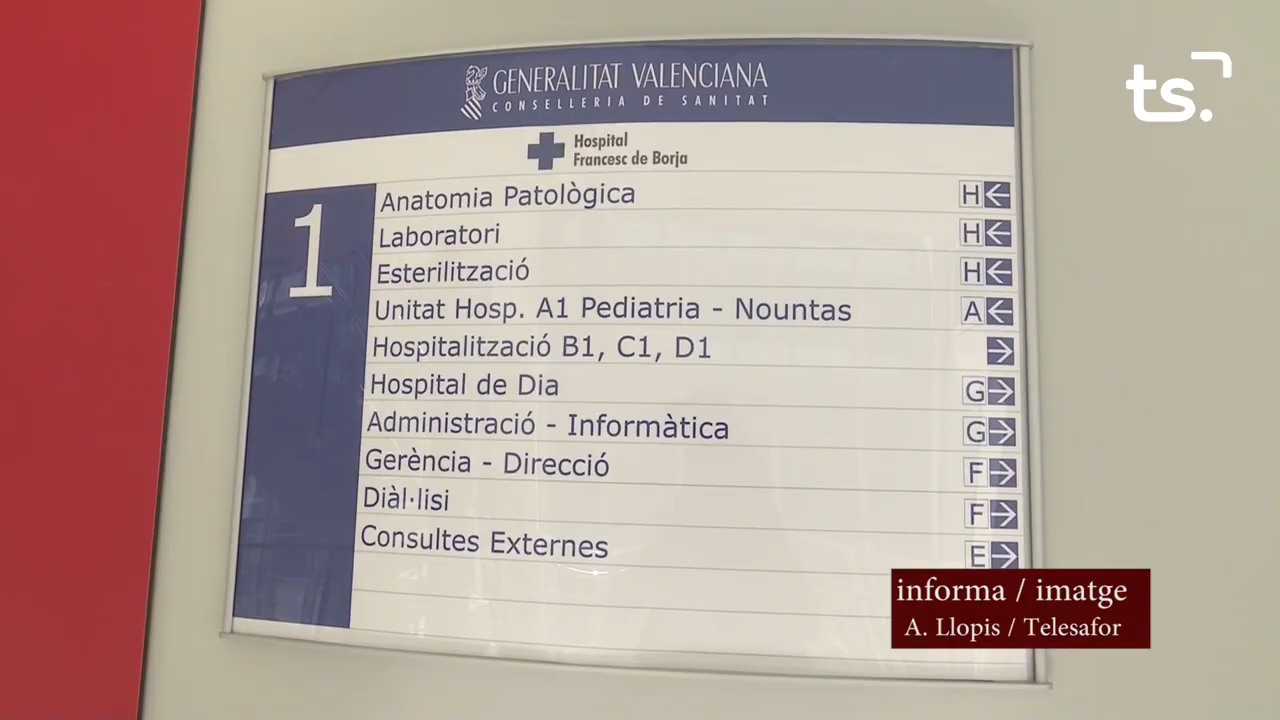 ts.
GENERALITAT VALENCIANA
CONSELLERIA DE SANITAT
Hospital
Francesc de Borja
1
Anatomia Patològica H ←
Laboratori H ←
Esterilització H ←
Unitat Hosp. A1 Pediatria - Nountas A ←
Hospitalització B1, C1, D1 →
Hospital de Dia G →
Administració - Informàtica G →
Gerència - Direcció F →
Diàl·lisi F →
Consultes Externes E →
informa / imatge
A. Llopis / Telesafor